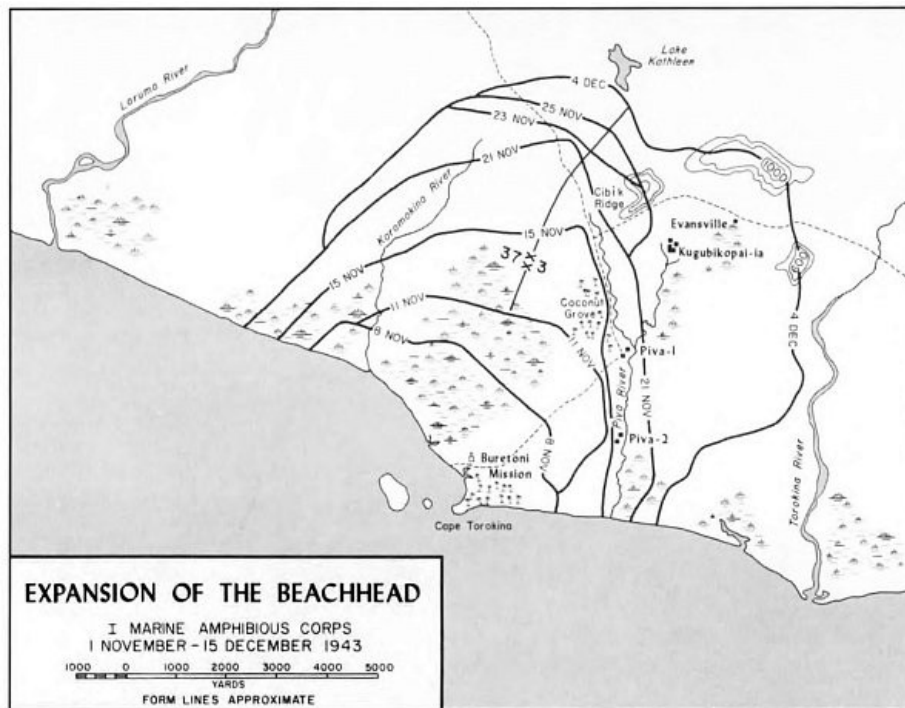 Lake
Kathleen
Laruma River
4 DEC
25 NOV
23 NOV
21 NOV
Koromokina River
1000
Cibik
Ridge
Evansville
Kugubikopai-ia
15 NOV
15 NOV
37 XX 3
500
Coconut
Grove
11 NOV
11 NOV
8 NOV
4 DEC
Piva-1
Piva River
21 NOV
Piva-2
8 NOV
Buretoni
Mission
Cape Torokina
Torokina River
EXPANSION OF THE BEACHHEAD
I MARINE AMPHIBIOUS CORPS
1 NOVEMBER-15 DECEMBER 1943
1000 0 1000 2000 3000 4000 5000
YARDS
FORM LINES APPROXIMATE